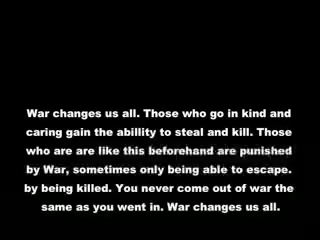 War changes us all. Those who go in kind and
caring gain the abillity to steal and kill. Those
who are are like this beforehand are punished
by War, sometimes only being able to escape.
by being killed. You never come out of war the
same as you went in. War changes us all.